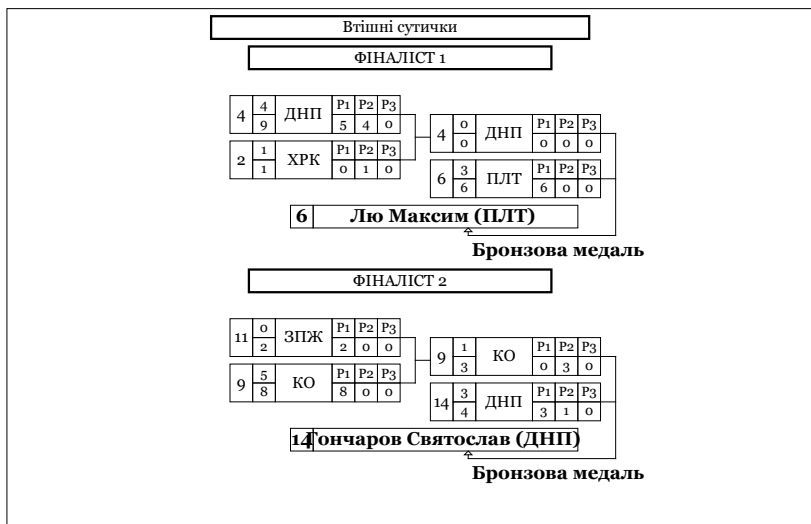 Втішні сутички
ФІНАЛІСТ 1
4 4 ДНП P1 P2 P3
9 5 4 0
2 1 ХРК P1 P2 P3
1 0 1 0
4 0 ДНП P1 P2 P3
0 0 0 0
6 3 ПЛТ P1 P2 P3
6 6 0 0
6 Лю Максим (ПЛТ)
Бронзова медаль
ФІНАЛІСТ 2
11 0 ЗПЖ P1 P2 P3
2 2 0 0
9 5 КО P1 P2 P3
8 8 0 0
9 1 КО P1 P2 P3
3 0 3 0
14 3 ДНП P1 P2 P3
4 3 1 0
14 Гончаров Святослав (ДНП)
Бронзова медаль